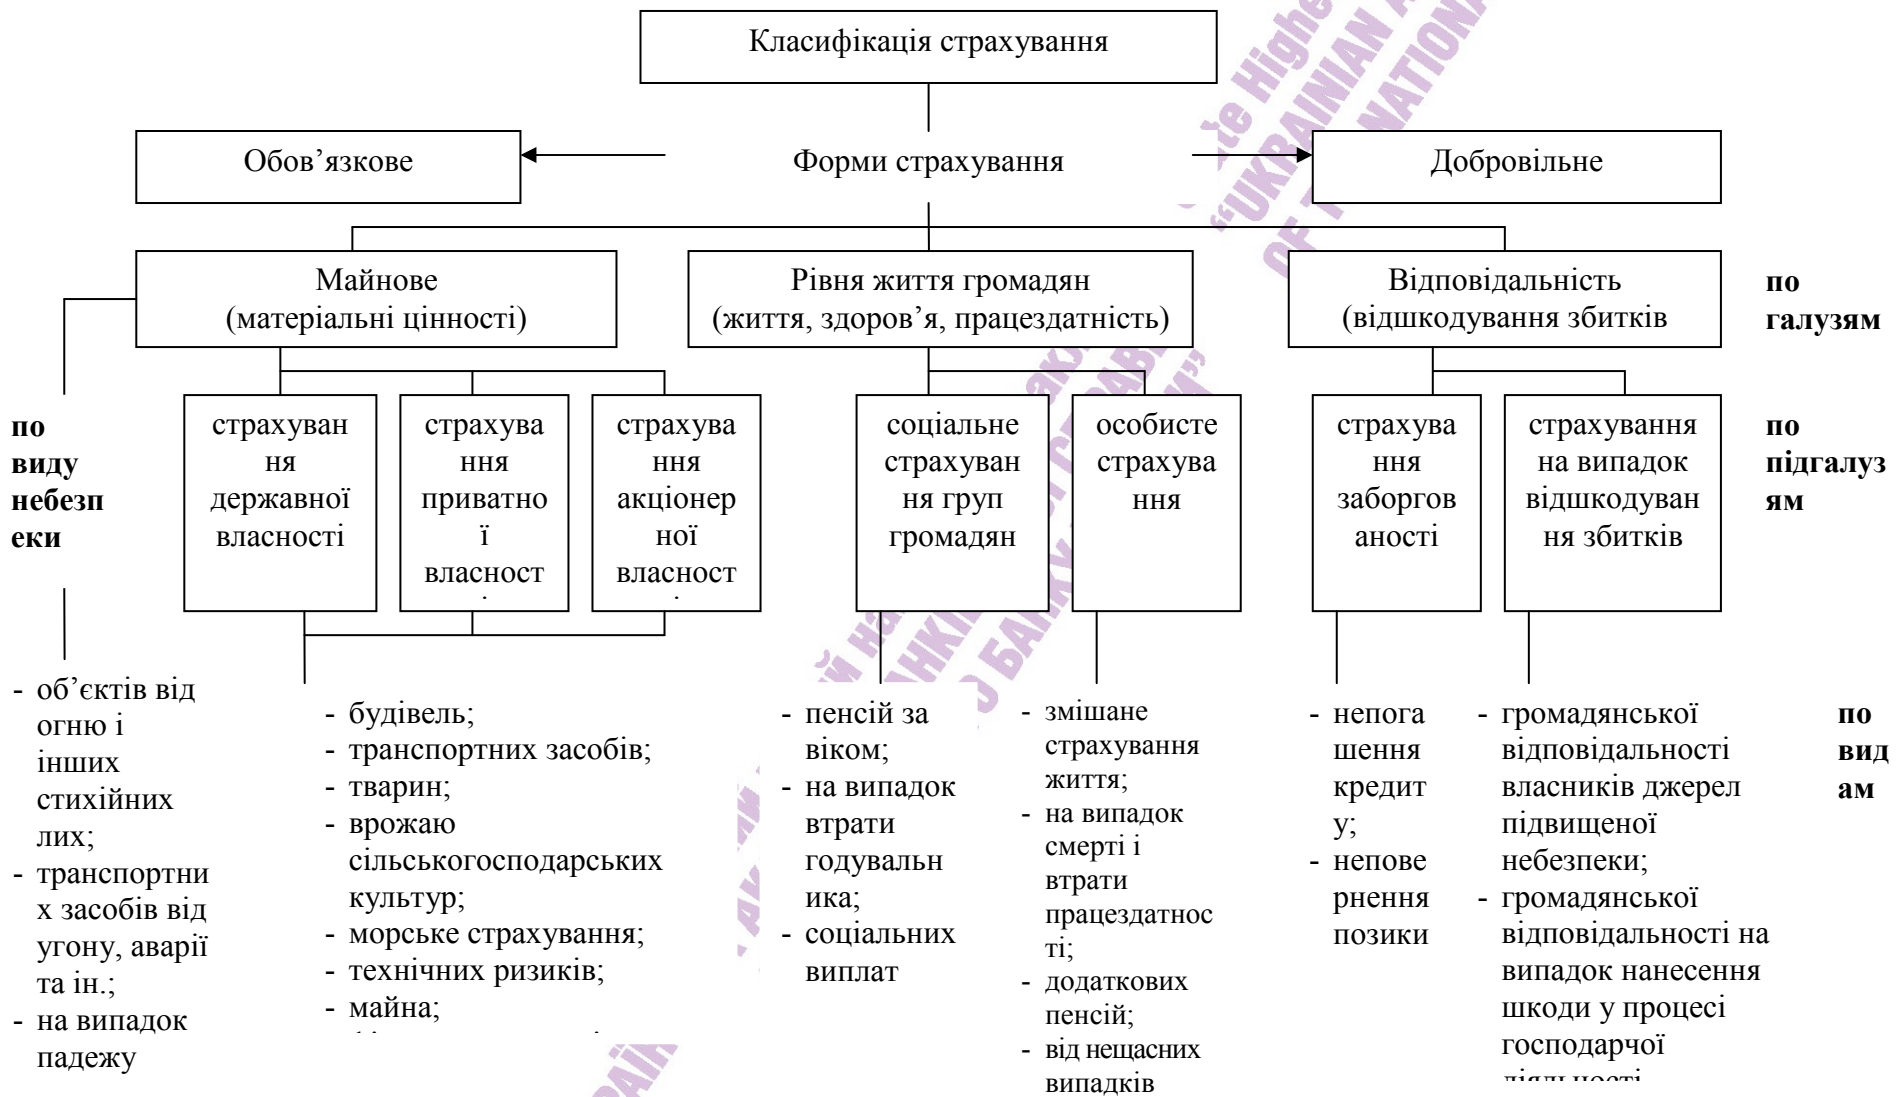 Класифікація страхування
Обов’язкове
Форми страхування
Добровільне
Майнове
(матеріальні цінності)
Рівня життя громадян
(життя, здоров’я, працездатність)
Відповідальність
(відшкодування збитків
по
галузям
по
виду
небезп
еки
страхуван
ня
державної
власності
страхува
ння
приватно
ї
власност
страхува
ння
акціонер
ної
власност
соціальне
страхуван
ня груп
громадян
особисте
страхува
ння
страхува
ння
заборгов
аності
страхування
на випадок
відшкодуван
ня збитків
по
підгалуз
ям
- об’єктів від
огню і
інших
стихійних
лих;
- транспортни
х засобів від
угону, аварії
та ін.;
- на випадок
падежу
- будівель;
- транспортних засобів;
- тварин;
- врожаю
сільськогосподарських
культур;
- морське страхування;
- технічних ризиків;
- майна;
- пенсій за
віком;
- на випадок
втрати
годувальн
ика;
- соціальних
виплат
- змішане
страхування
життя;
- на випадок
смерті і
втрати
працездатнос
ті;
- додаткових
пенсій;
- від нещасних
випадків
- непога
шення
кредит
у;
- непове
рнення
позики
- громадянської
відповідальності
власників джерел
підвищеної
небезпеки;
- громадянської
відповідальності на
випадок нанесення
шкоди у процесі
господарчої
діяльності
по
вид
ам